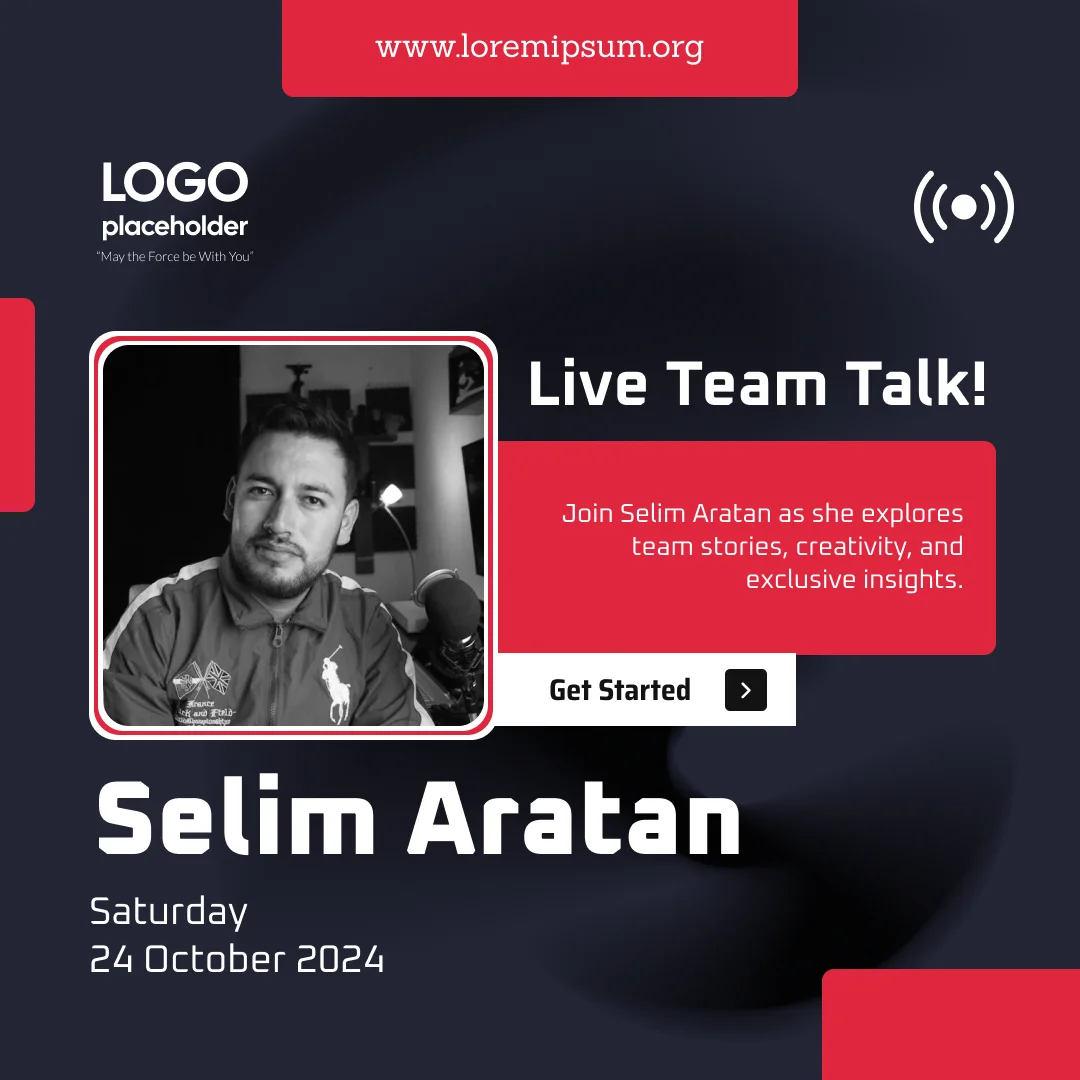 www.loremipsum.org
LOGO
placeholder
“May the Force be With You”
Live Team Talk!
Join Selim Aratan as she explores
team stories, creativity, and
exclusive insights.
France
Get Started
Selim Aratan
Saturday
24 October 2024